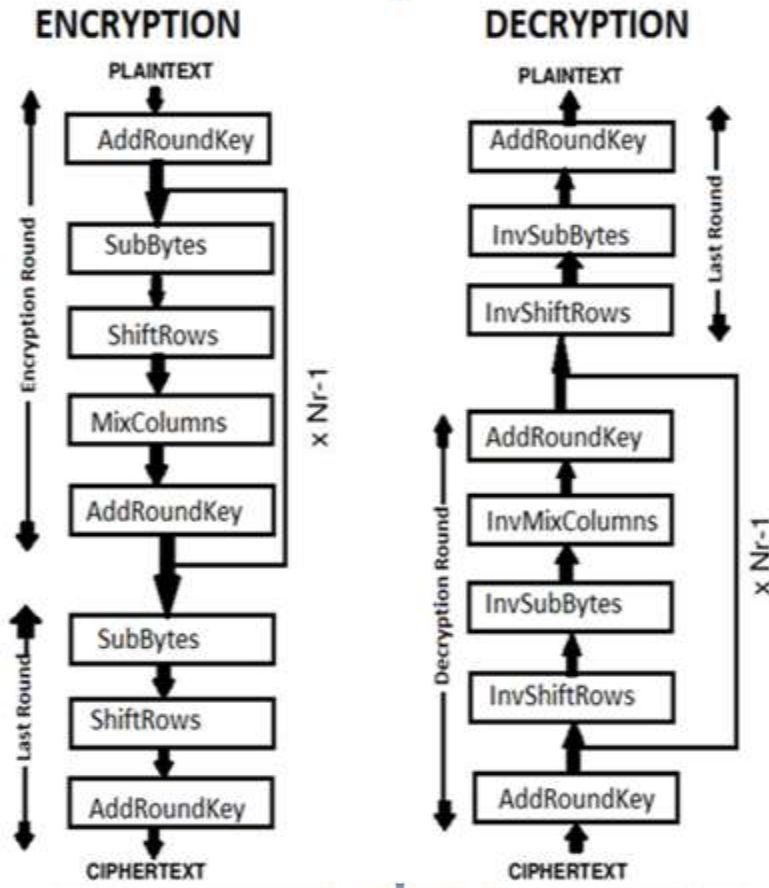 ENCRYPTION
PLAINTEXT
AddRoundKey
SubBytes
ShiftRows
MixColumns
AddRoundKey
SubBytes
ShiftRows
AddRoundKey
CIPHERTEXT
Encryption Round
Last Round
x Nr-1
DECRYPTION
PLAINTEXT
AddRoundKey
InvSubBytes
InvShiftRows
AddRoundKey
InvMixColumns
InvSubBytes
InvShiftRows
AddRoundKey
CIPHERTEXT
Last Round
Decryption Round
x Nr-1